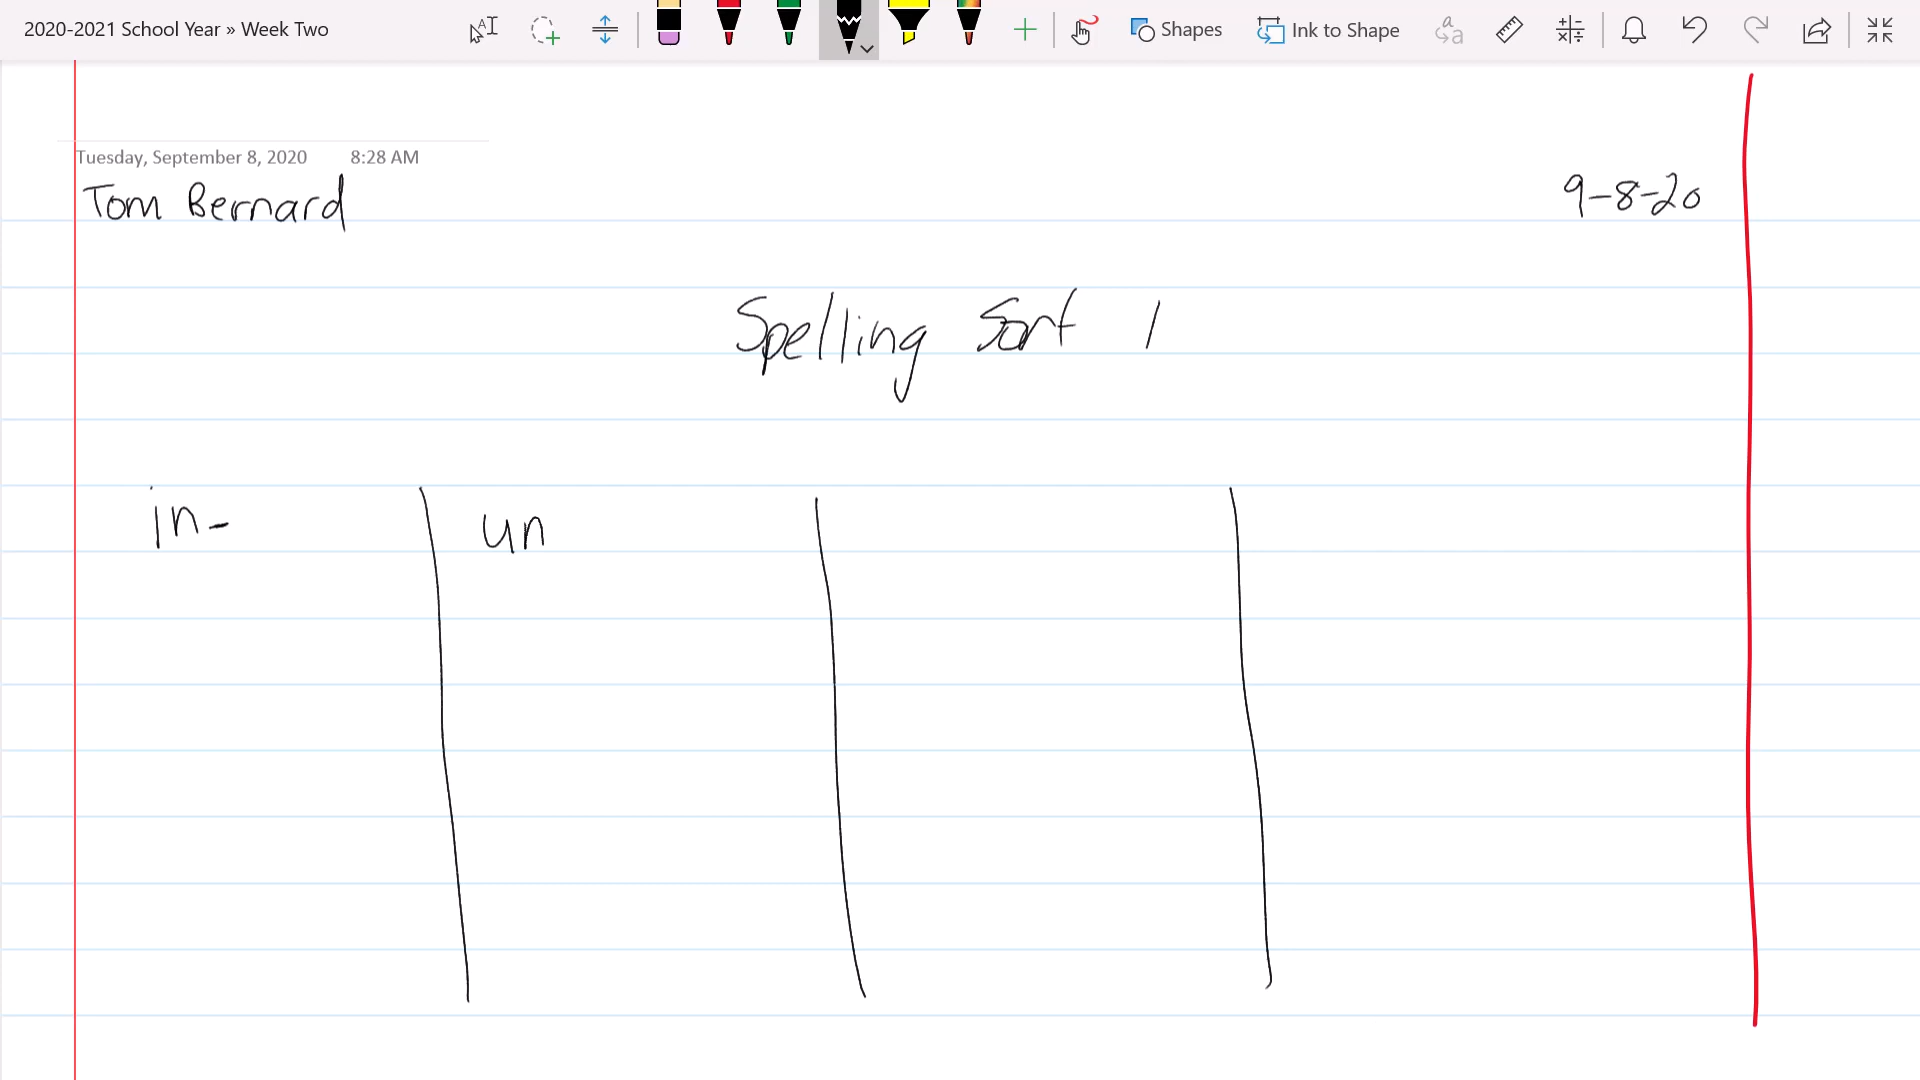 2020-2021 School Year » Week Two
Shapes
Ink to Shape
Tuesday, September 8, 2020 8:28 AM
Tom Bernard 9-8-20
Spelling Sort 1
in- un